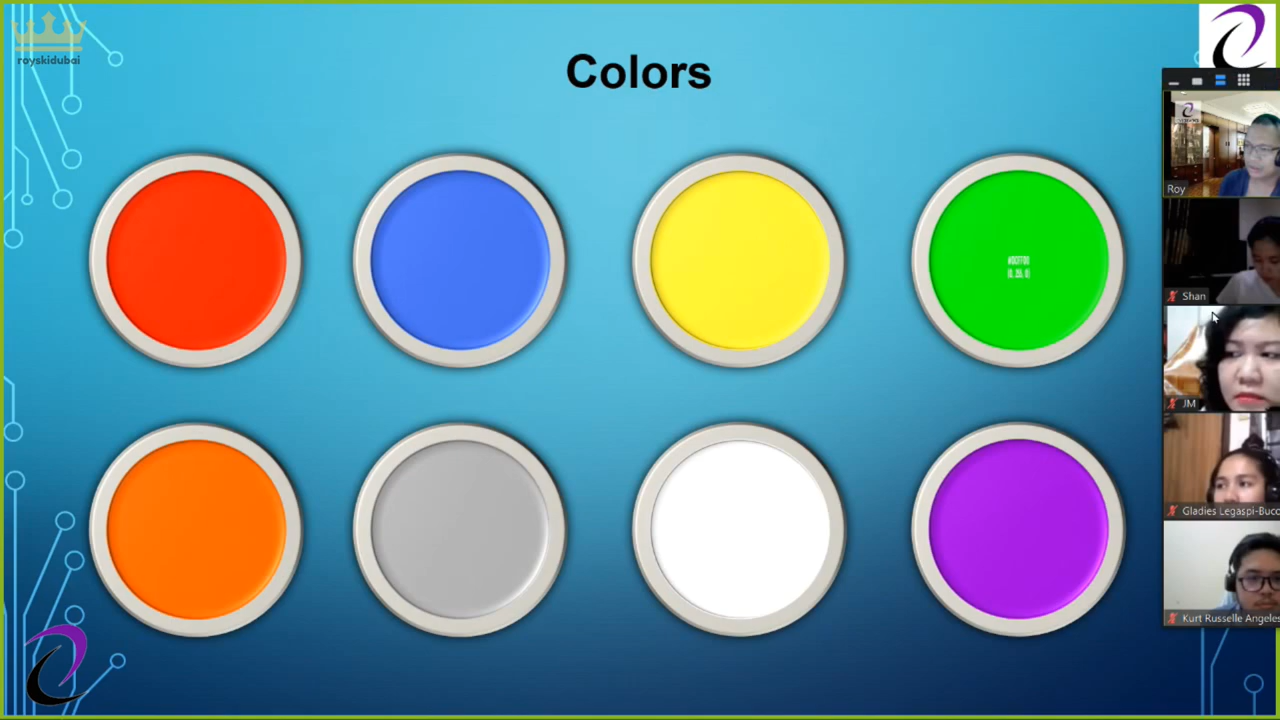 royskidubai
Colors
Roy
Shan
JM
Gladies Legaspi-Bucc
Kurt Russelle Angeles